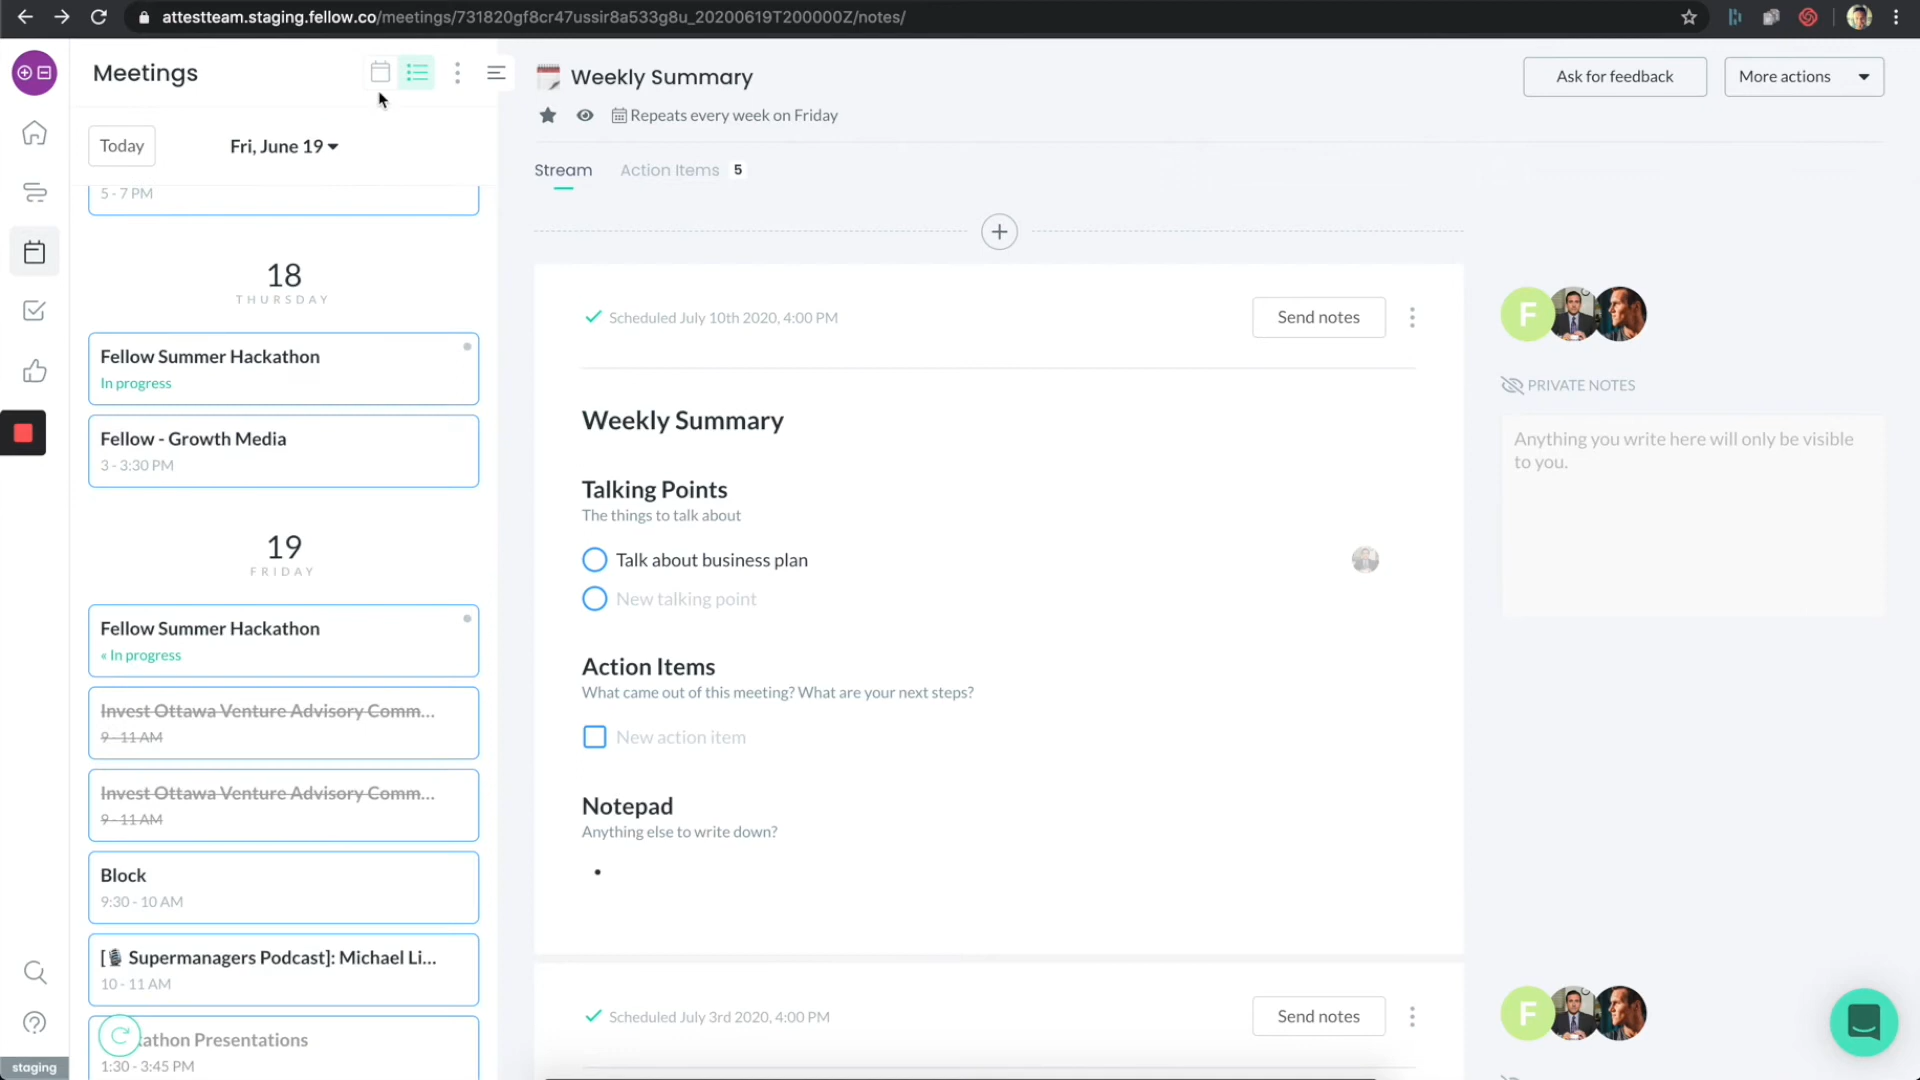 attestteam.staging.fellow.co/meetings/731820gf8cr47ussir8a533g8u_20200619T200000Z/notes/
Meetings
Today
Fri, June 19
5 - 7 PM
18
THURSDAY
Fellow Summer Hackathon
In progress
Fellow - Growth Media
3 - 3:30 PM
19
FRIDAY
Fellow Summer Hackathon
« In progress
Invest Ottawa Venture Advisory Comm...
9 - 11 AM
Invest Ottawa Venture Advisory Comm...
9 - 11 AM
Block
9:30 - 10 AM
[🎙 Supermanagers Podcast]: Michael Li...
10 - 11 AM
athon Presentations
1:30 - 3:45 PM
staging
Weekly Summary
Repeats every week on Friday
Ask for feedback
More actions
Stream
Action Items 5
Scheduled July 10th 2020, 4:00 PM
Send notes
Weekly Summary
Talking Points
The things to talk about
Talk about business plan
New talking point
Action Items
What came out of this meeting? What are your next steps?
New action item
Notepad
Anything else to write down?
Scheduled July 3rd 2020, 4:00 PM
Send notes
F
PRIVATE NOTES
Anything you write here will only be visible
to you.
F